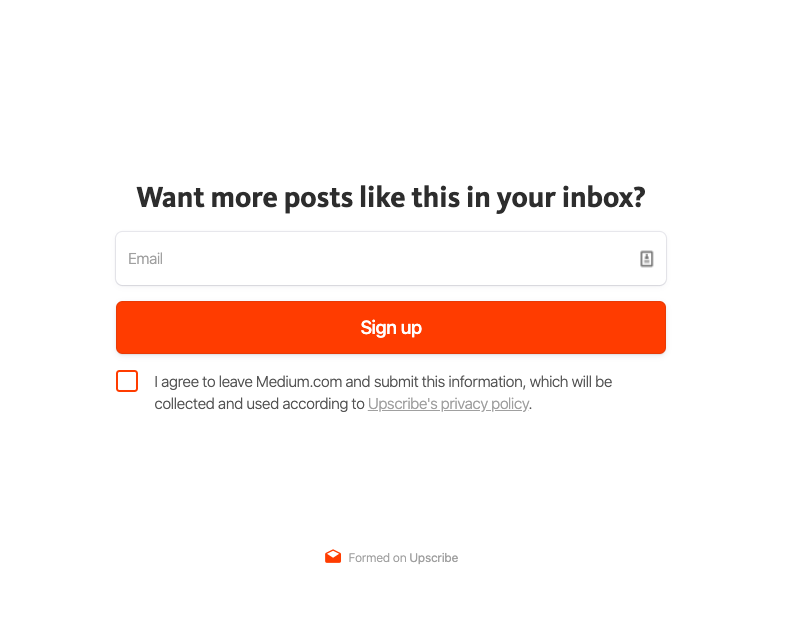 Want more posts like this in your inbox?
Email
Sign up
I agree to leave Medium.com and submit this information, which will be
collected and used according to Upscribe's privacy policy.
Formed on Upscribe